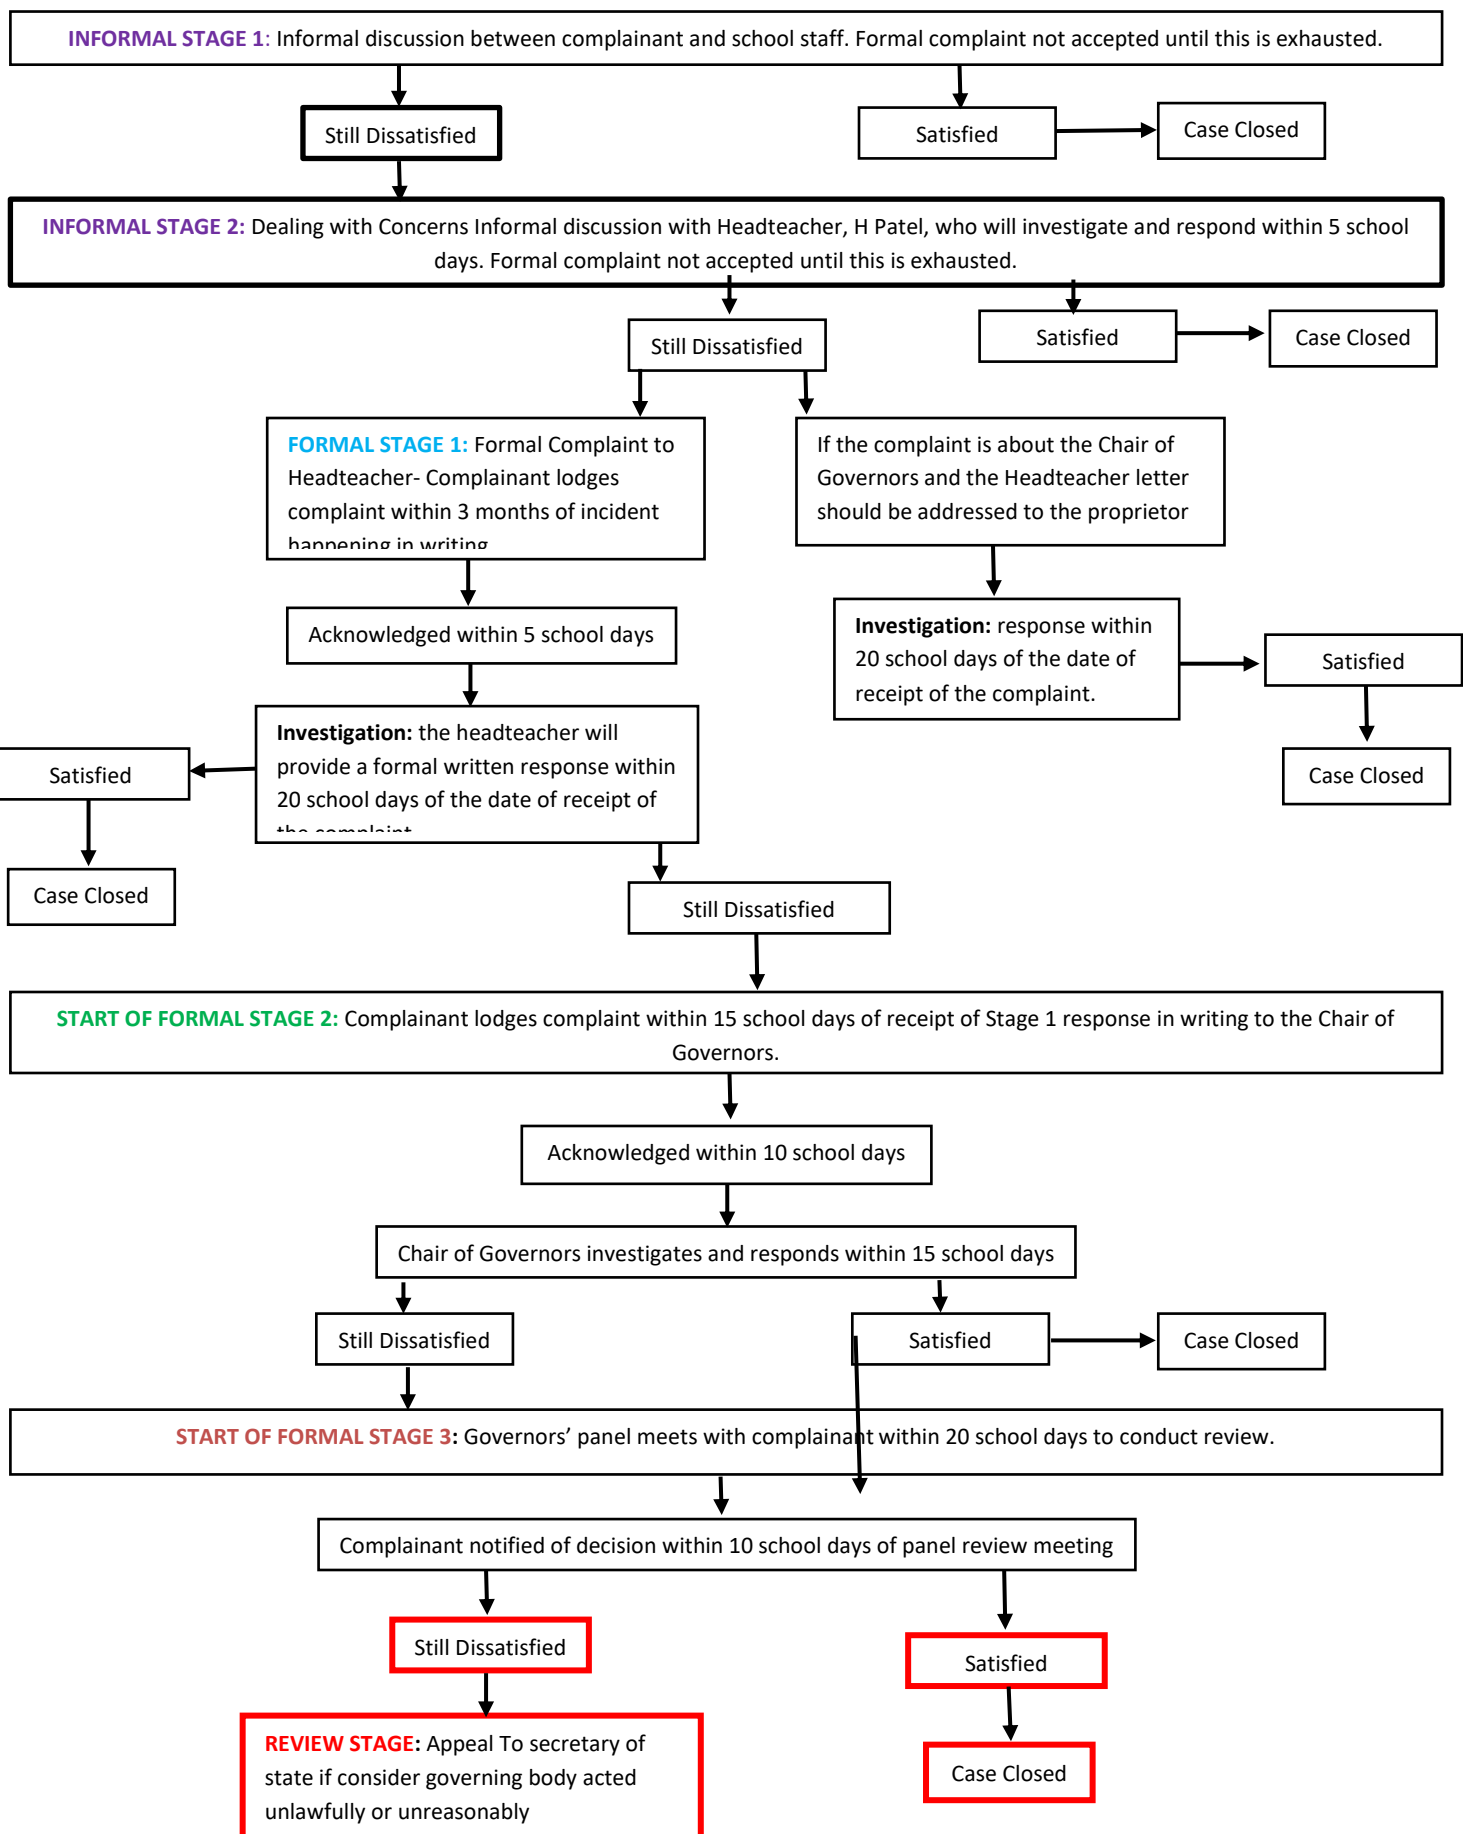 INFORMAL STAGE 1: Informal discussion between complainant and school staff. Formal complaint not accepted until this is exhausted.
Still Dissatisfied
Satisfied
Case Closed
INFORMAL STAGE 2: Dealing with Concerns Informal discussion with Headteacher, H Patel, who will investigate and respond within 5 school
days. Formal complaint not accepted until this is exhausted.
Still Dissatisfied
Satisfied
Case Closed
FORMAL STAGE 1: Formal Complaint to
Headteacher- Complainant lodges
complaint within 3 months of incident
happening in writing
If the complaint is about the Chair of
Governors and the Headteacher letter
should be addressed to the proprietor
Acknowledged within 5 school days
Investigation: response within
20 school days of the date of
receipt of the complaint.
Satisfied
Case Closed
Investigation: the headteacher will
provide a formal written response within
20 school days of the date of receipt of
the complaint
Satisfied
Case Closed
Still Dissatisfied
START OF FORMAL STAGE 2: Complainant lodges complaint within 15 school days of receipt of Stage 1 response in writing to the Chair of
Governors.
Acknowledged within 10 school days
Chair of Governors investigates and responds within 15 school days
Still Dissatisfied
Satisfied
Case Closed
START OF FORMAL STAGE 3: Governors’ panel meets with complainant within 20 school days to conduct review.
Complainant notified of decision within 10 school days of panel review meeting
Still Dissatisfied
Satisfied
REVIEW STAGE: Appeal To secretary of
state if consider governing body acted
unlawfully or unreasonably
Case Closed